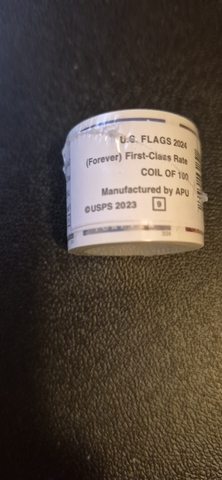 U.S. FLAGS 2024
(Forever) First-Class Rate
COIL OF 100
Manufactured by APU
©USPS 2023 9